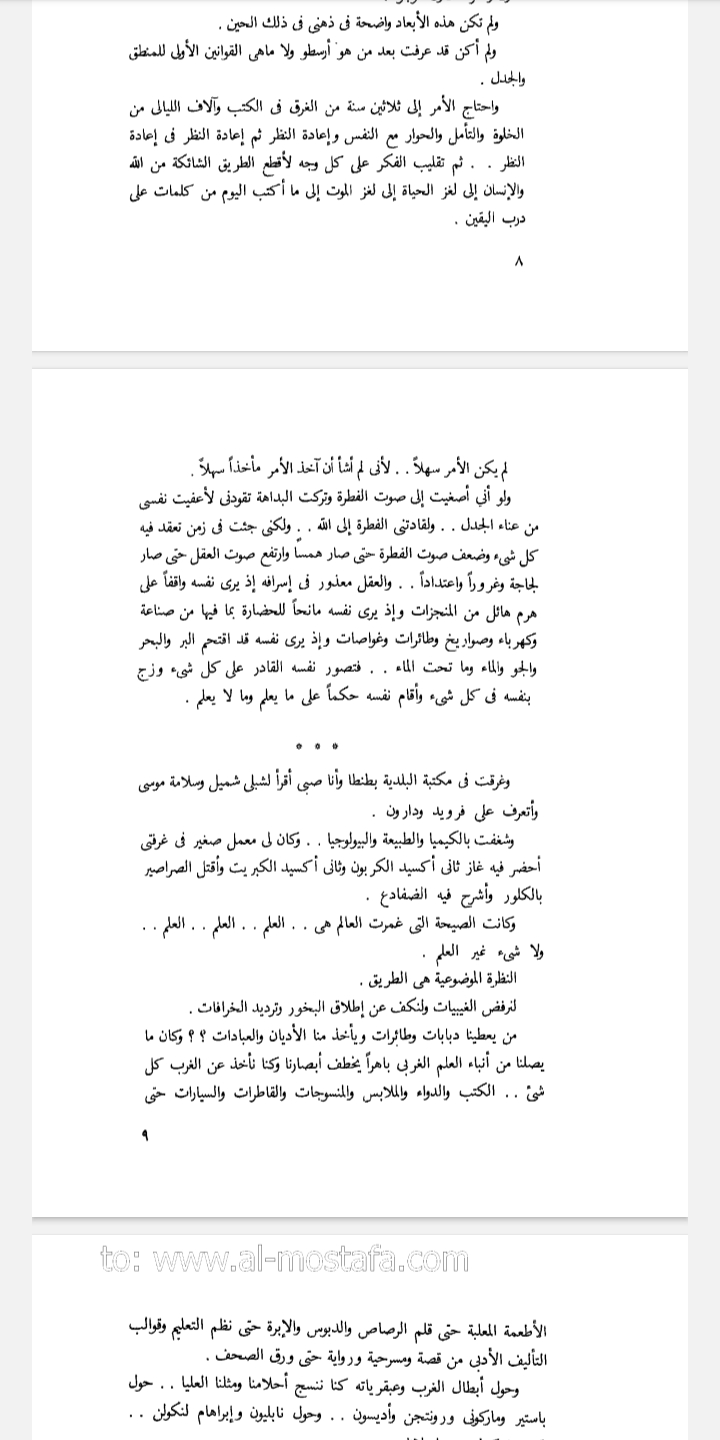 ولم تكن هذه الأبعاد واضحة فى ذهنى فى ذلك الحين .
ولم أكن قد عرفت بعد من هو أرسطو ولا ماهى القوانين الأولى للمنطق
والجدل .
واحتاج الأمر إلى ثلاثين سنة من الغرق فى الكتب وآلاف الليالى من
الخلوة والتأمل والحوار مع النفس وإعادة النظر ثم إعادة النظر فى إعادة
النظر . . ثم تقليب الفكر على كل وجه لأقطع الطريق الشائكة من الله
والإنسان إلى لغز الحياة إلى لغز الموت إلى ما أكتب اليوم من كلمات على
درب اليقين .
٨
لم يكن الأمر سهلاً . . لأنى لم أشأ أن آخذ الأمر مأخذاً سهلاً .
ولو أنى أصغيت إلى صوت الفطرة وتركت البداهة تقودنى لأعفيت نفسى
من عناء الجدل . . ولقادتنى الفطرة إلى الله . . ولكنى جئت فى زمن تعقد فيه
كل شىء وضعف صوت الفطرة حتى صار همساً وارتفع صوت العقل حتى صار
لجاجة وغروراً واعتداداً . . والعقل معذور فى إسرافه إذ يرى نفسه واقفاً على
هرم هائل من المنجزات وإذ يرى نفسه مانحاً للحضارة بما فيها من صناعة
وكهرباء وصواريخ وطائرات وغواصات وإذ يرى نفسه قد اقتحم البر والبحر
والجو والماء وما تحت الماء . . فتصور نفسه القادر على كل شىء وزج
بنفسه فى كل شىء وأقام نفسه حكماً على ما يعلم وما لا يعلم .
* * *
وغرقت فى مكتبة البلدية بطنطا وأنا صبى أقرأ لشبلى شميل وسلامة موسى
وأتعرف على فرويد ودارون .
وشغفت بالكيميا والطبيعة والبيولوجيا . . وكان لى معمل صغير فى غرفتى
أحضر فيه غاز ثانى أكسيد الكربون وثانى أكسيد الكبريت وأقتل الصراصير
بالكلور وأشرح فيه الضفادع .
وكانت الصيحة التى غمرت العالم هى . . العلم . . العلم . . العلم . .
ولا شىء غير العلم .
النظرة الموضوعية هى الطريق .
لنرفض الغيبيات ولنكف عن إطلاق البخور وترديد الخرافات .
من يعطينا دبابات وطائرات ويأخذ منا الأديان والعبادات ؟ ؟ وكان ما
يصلنا من أنباء العلم الغربى باهراً يخطف أبصارنا وكنا نأخذ عن الغرب كل
شئ . . الكتب والدواء والملابس والمنسوجات والقاطرات والسيارات حتى
٩
to: www.al-mostafa.com
الأطعمة المعلبة حتى قلم الرصاص والدبوس والإبرة حتى نظم التعليم وقوالب
التأليف الأدبى من قصة ومسرحية ورواية حتى ورق الصحف .
وحول أبطال الغرب وعبقرياته كنا ننسج أحلامنا ومثلنا العليا . . حول
باستير وماركونى ورونتجن وأديسون . . وحول نابليون وإبراهام لنكولن . .